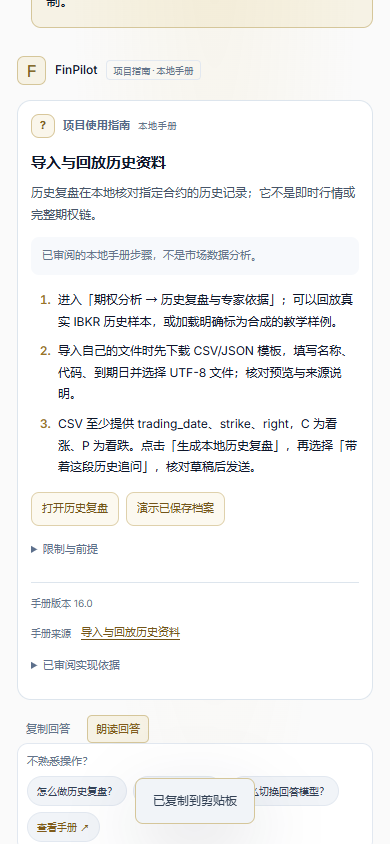 制。
F FinPilot 项目指南 · 本地手册
? 项目使用指南 本地手册
导入与回放历史资料
历史复盘在本地核对指定合约的历史记录；它不是即时行情或
完整期权链。
已审阅的本地手册步骤，不是市场数据分析。
1. 进入「期权分析 → 历史复盘与专家依据」；可以回放真
实 IBKR 历史样本，或加载明确标为合成的教学样例。
2. 导入自己的文件时先下载 CSV/JSON 模板，填写名称、
代码、到期日并选择 UTF-8 文件；核对预览与来源说
明。
3. CSV 至少提供 trading_date、strike、right，C 为看
涨、P 为看跌。点击「生成本地历史复盘」，再选择「带
着这段历史追问」，核对草稿后发送。
打开历史复盘 演示已保存档案
▶ 限制与前提
手册版本 16.0
手册来源 导入与回放历史资料
▶ 已审阅实现依据
复制回答 朗读回答
不熟悉操作？
怎么做历史复盘？ 已复制到剪贴板 切换回答模型？
查看手册 ↗